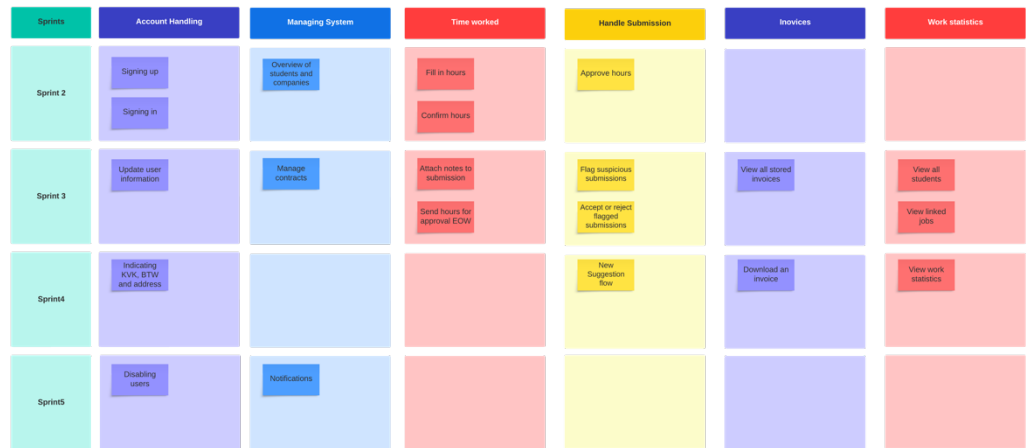 Sprints
Account Handling
Managing System
Time worked
Handle Submission
Inovices
Work statistics
Sprint 2
Signing up
Signing in
Overview of
students and
companies
Fill in hours
Confirm hours
Approve hours
Sprint 3
Update user
information
Manage
contracts
Attach notes to
submission
Send hours for
approval EOW
Flag suspicious
submissions
Accept or reject
flagged
submissions
View all stored
invoices
View all
students
View linked
jobs
Sprint4
Indicating
KVK, BTW
and address
New
Suggestion
flow
Download an
invoice
View work
statistics
Sprint5
Disabling
users
Notifications